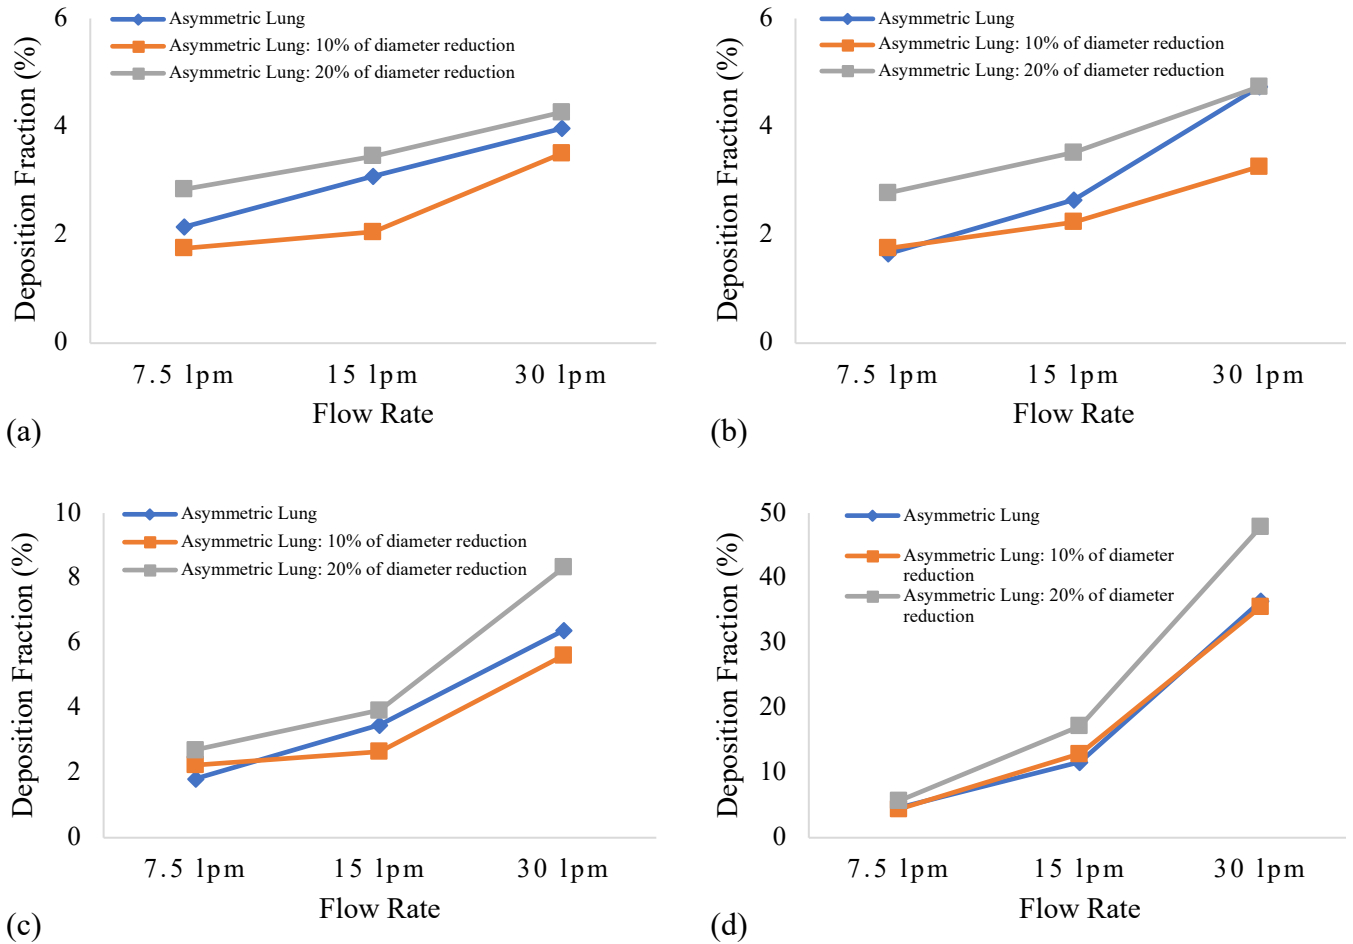 Asymmetric Lung
Asymmetric Lung: 10% of diameter reduction
Asymmetric Lung: 20% of diameter reduction
Deposition Fraction (%)
6
4
2
0
7.5 lpm 15 lpm 30 lpm
Flow Rate
(a)
Asymmetric Lung
Asymmetric Lung: 10% of diameter reduction
Asymmetric Lung: 20% of diameter reduction
Deposition Fraction (%)
6
4
2
0
7.5 lpm 15 lpm 30 lpm
Flow Rate
(b)
Asymmetric Lung
Asymmetric Lung: 10% of diameter reduction
Asymmetric Lung: 20% of diameter reduction
Deposition Fraction (%)
10
8
6
4
2
0
7.5 lpm 15 lpm 30 lpm
Flow Rate
(c)
Asymmetric Lung
Asymmetric Lung: 10% of diameter
reduction
Asymmetric Lung: 20% of diameter
reduction
Deposition Fraction (%)
50
40
30
20
10
0
7.5 lpm 15 lpm 30 lpm
Flow Rate
(d)